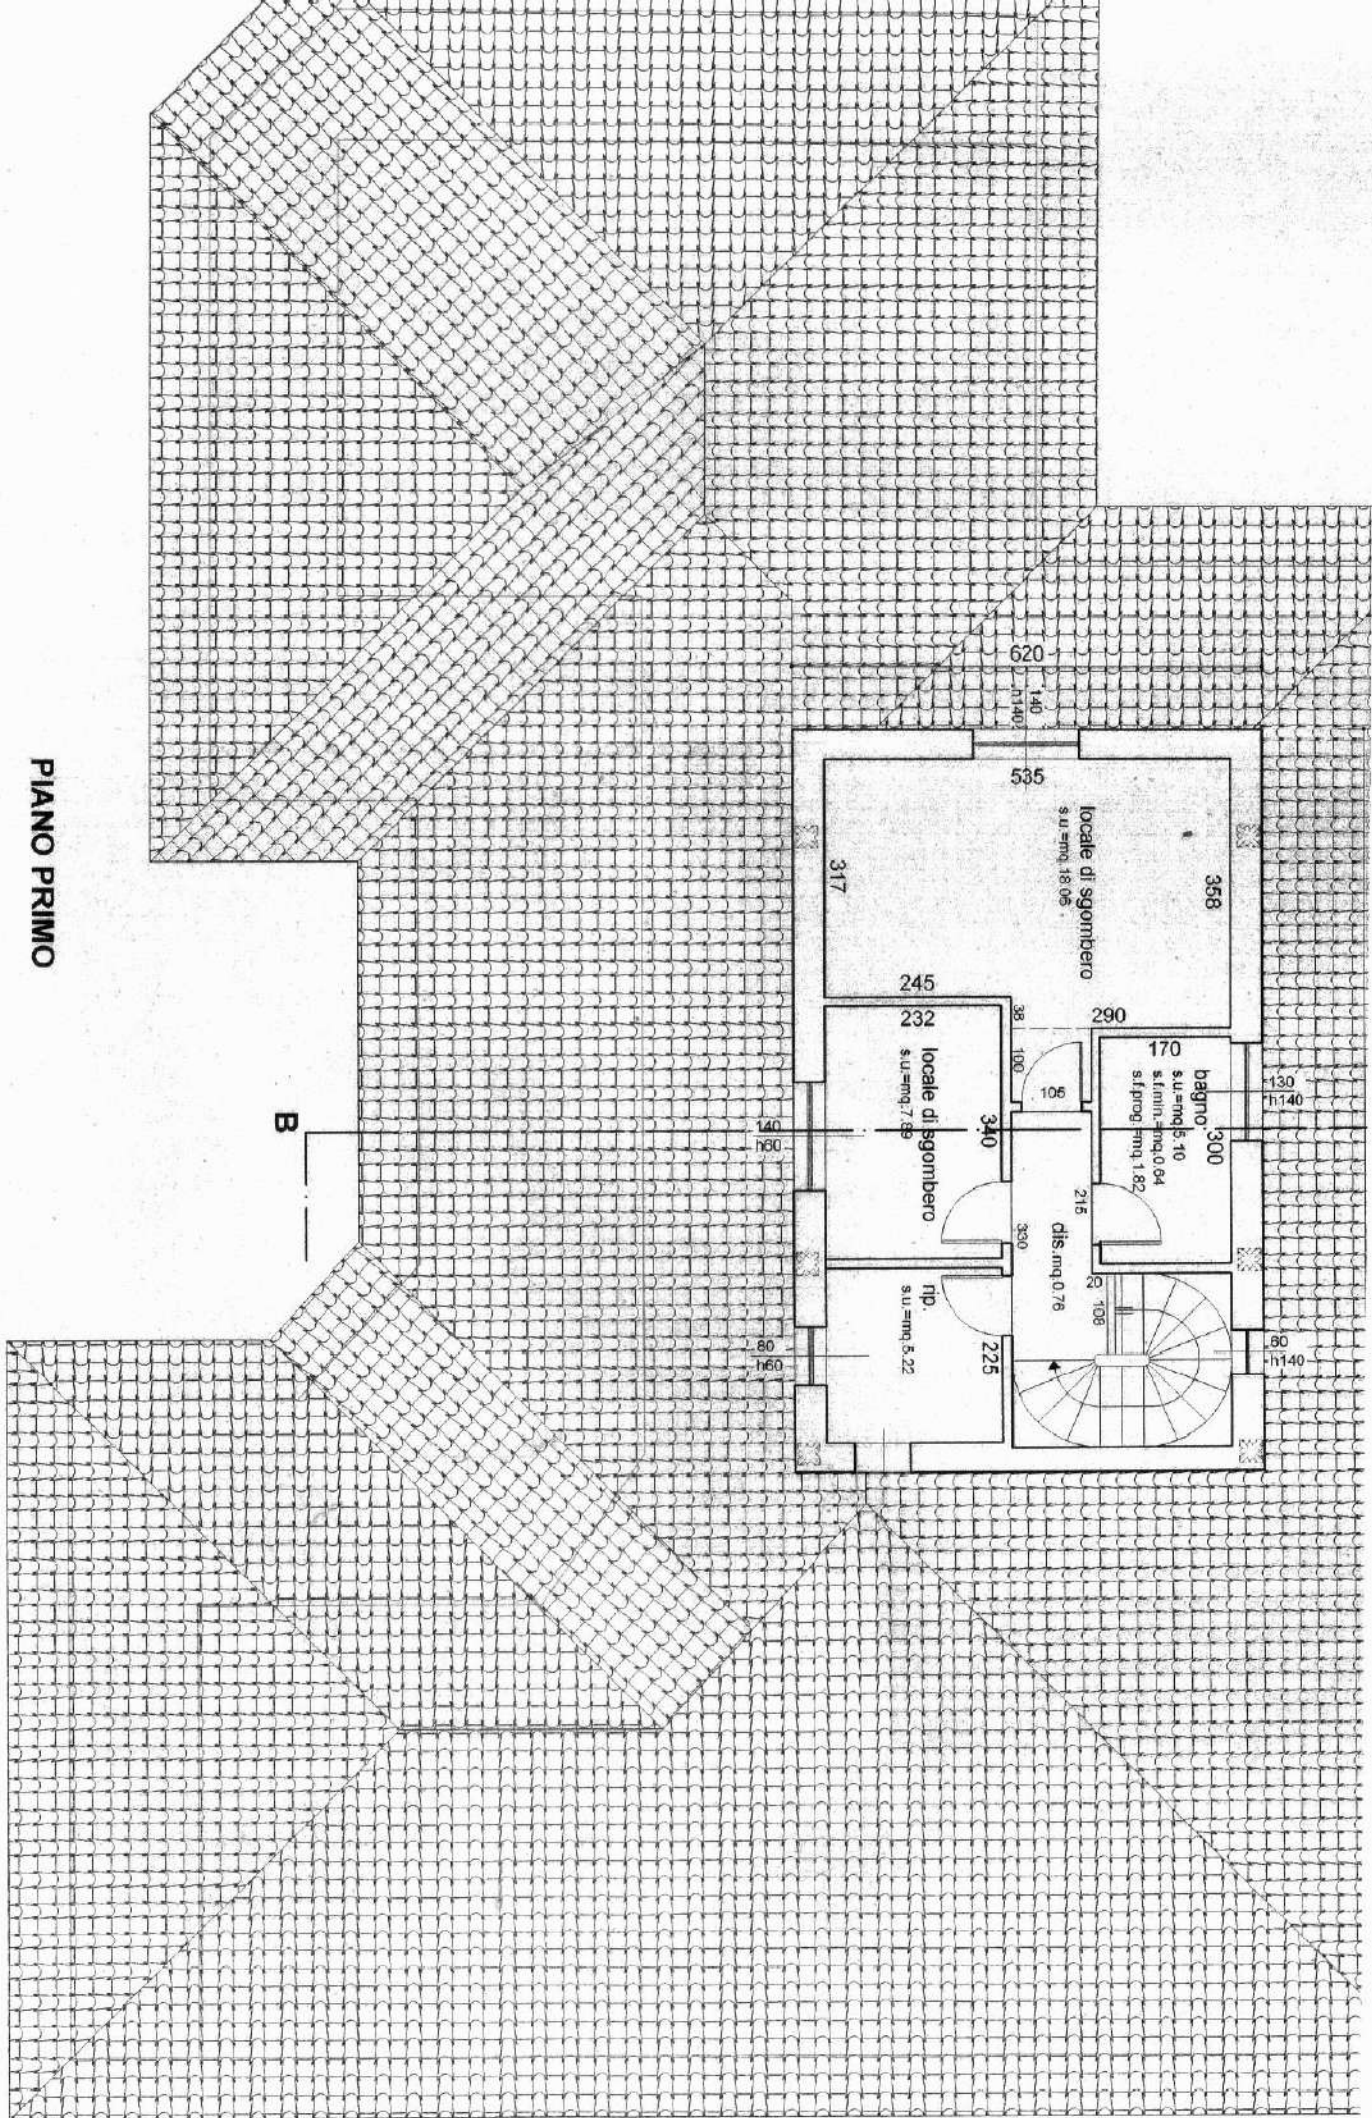 620
140
h140
535
locale di sgombero
s.u.=mq.18.06
358
317
245
232
38
100
290
170
bagno
s.u.=mq.5.10
s.f.min.=mq.0.64
s.f.prog.=mq.1.82
300
130
h140
105
locale di sgombero
s.u.=mq.7.89
340
140
h60
215
330
dis. mq.0.76
20
108
rip.
s.u.=mq.5.22
225
80
h60
60
h140
B
PIANO PRIMO